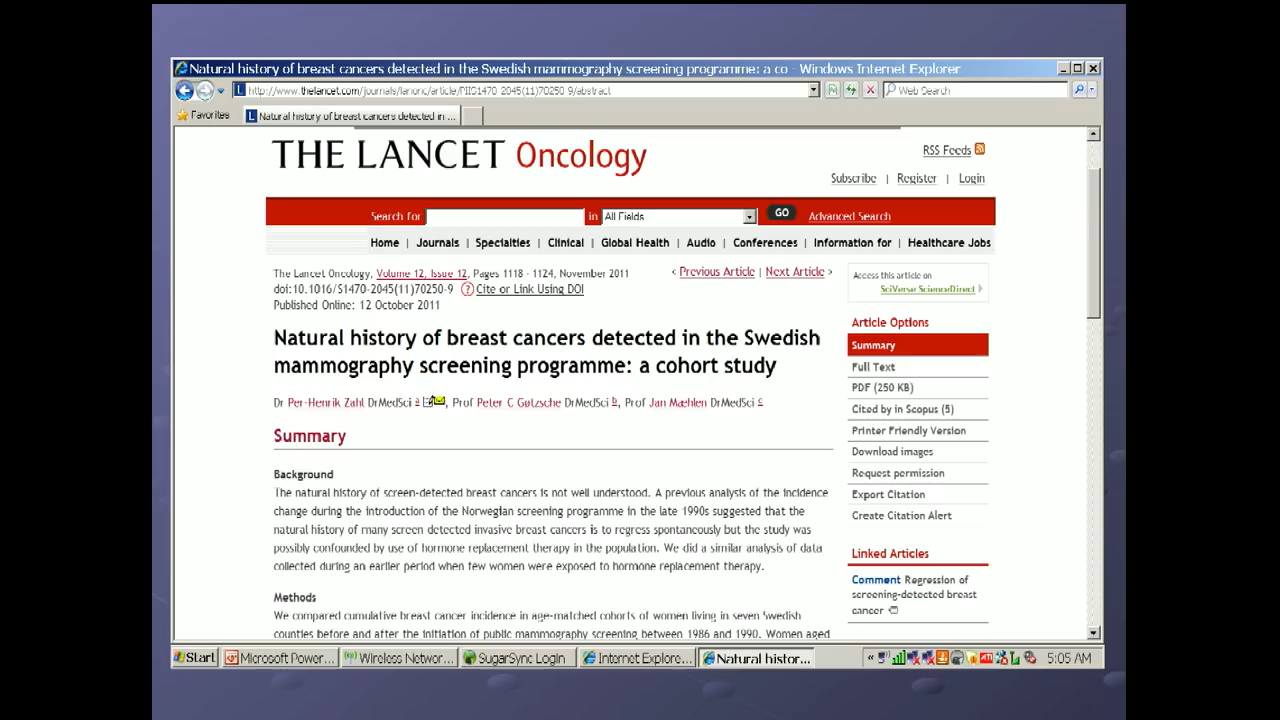 Natural history of breast cancers detected in the Swedish mammography screening programme: a co - Windows Internet Explorer
http://www.thelancet.com/journals/lanonc/article/PIIS1470-2045(11)70250-9/abstract
Web Search
Favorites
Natural history of breast cancers detected in ...
THE LANCET Oncology
RSS Feeds
Subscribe | Register | Login
Search for in All Fields GO Advanced Search
Home | Journals | Specialties | Clinical | Global Health | Audio | Conferences | Information for | Healthcare Jobs
The Lancet Oncology, Volume 12, Issue 12, Pages 1118 - 1124, November 2011
< Previous Article | Next Article >
doi:10.1016/S1470-2045(11)70250-9 Cite or Link Using DOI
Published Online: 12 October 2011
Natural history of breast cancers detected in the Swedish
mammography screening programme: a cohort study
Dr Per-Henrik Zahl DrMedSci a, Prof Peter C Gøtzsche DrMedSci b, Prof Jan Mæhlen DrMedSci c
Summary
Background
The natural history of screen-detected breast cancers is not well understood. A previous analysis of the incidence
change during the introduction of the Norwegian screening programme in the late 1990s suggested that the
natural history of many screen detected invasive breast cancers is to regress spontaneously but the study was
possibly confounded by use of hormone replacement therapy in the population. We did a similar analysis of data
collected during an earlier period when few women were exposed to hormone replacement therapy.
Methods
We compared cumulative breast cancer incidence in age-matched cohorts of women living in seven Swedish
counties before and after the initiation of public mammography screening between 1986 and 1990. Women aged
Access this article on
SciVerse ScienceDirect
Article Options
Summary
Full Text
PDF (250 KB)
Cited by in Scopus (5)
Printer Friendly Version
Download images
Request permission
Export Citation
Create Citation Alert
Linked Articles
Comment Regression of
screening-detected breast
cancer
Start Microsoft Power... Wireless Networ... SugarSync Login Internet Explore... Natural histor... « 5:05 AM